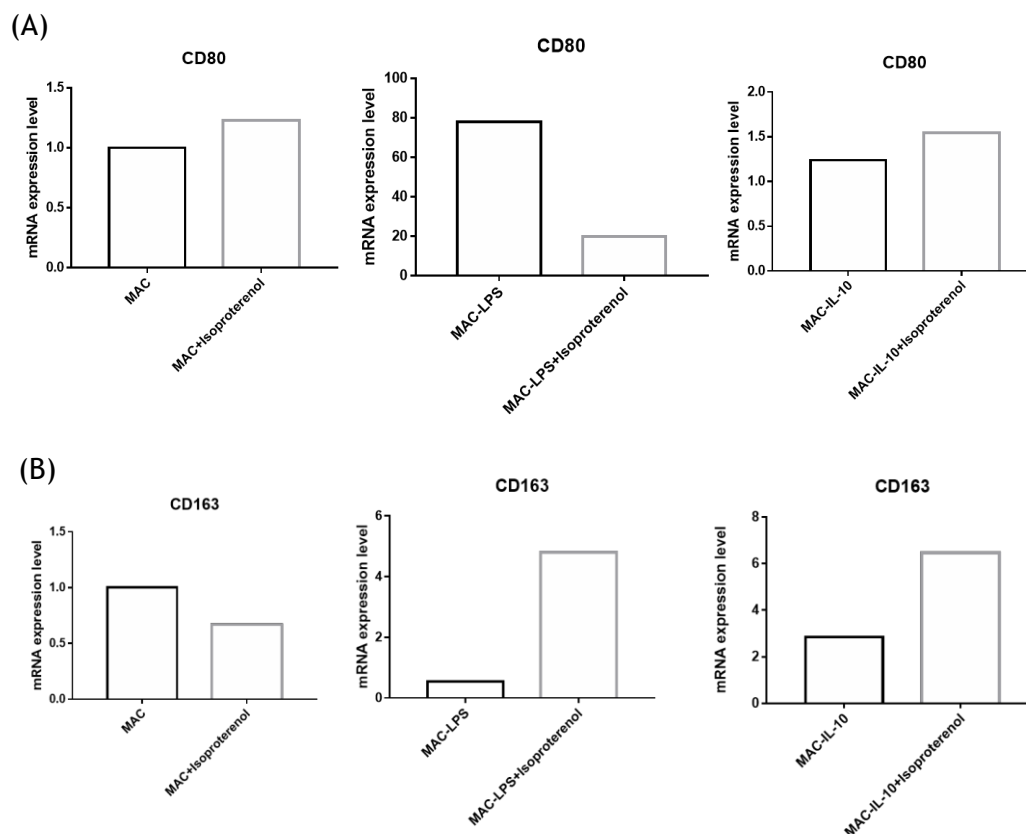 (A)
CD80
mRNA expression level
1.5
1.0
0.5
0.0
MAC
MAC+Isoproterenol
CD80
mRNA expression level
100
80
60
40
20
0
MAC-LPS
MAC-LPS+Isoproterenol
CD80
mRNA expression level
2.0
1.5
1.0
0.5
0.0
MAC-IL-10
MAC-IL-10+Isoproterenol
(B)
CD163
mRNA expression level
1.5
1.0
0.5
0.0
MAC
MAC+Isoproterenol
CD163
mRNA expression level
6
4
2
0
MAC-LPS
MAC-LPS+Isoproterenol
CD163
mRNA expression level
8
6
4
2
0
MAC-IL-10
MAC-IL-10+Isoproterenol